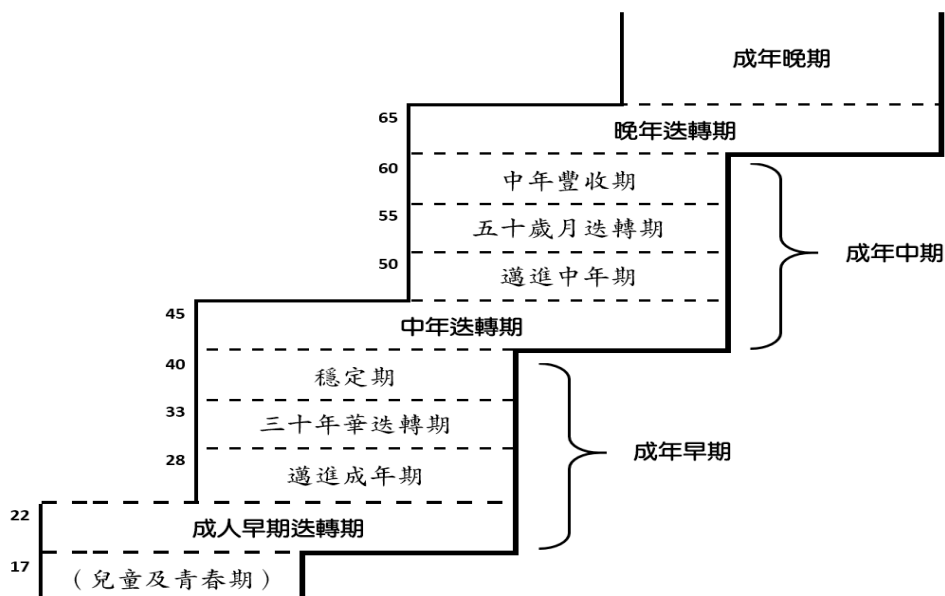 成年晚期
65
晚年迭轉期
60
中年豐收期
55
五十歲月迭轉期
成年中期
50
邁進中年期
45
中年迭轉期
40
穩定期
33
三十年華迭轉期
成年早期
28
邁進成年期
22
成人早期迭轉期
17
（兒童及青春期）